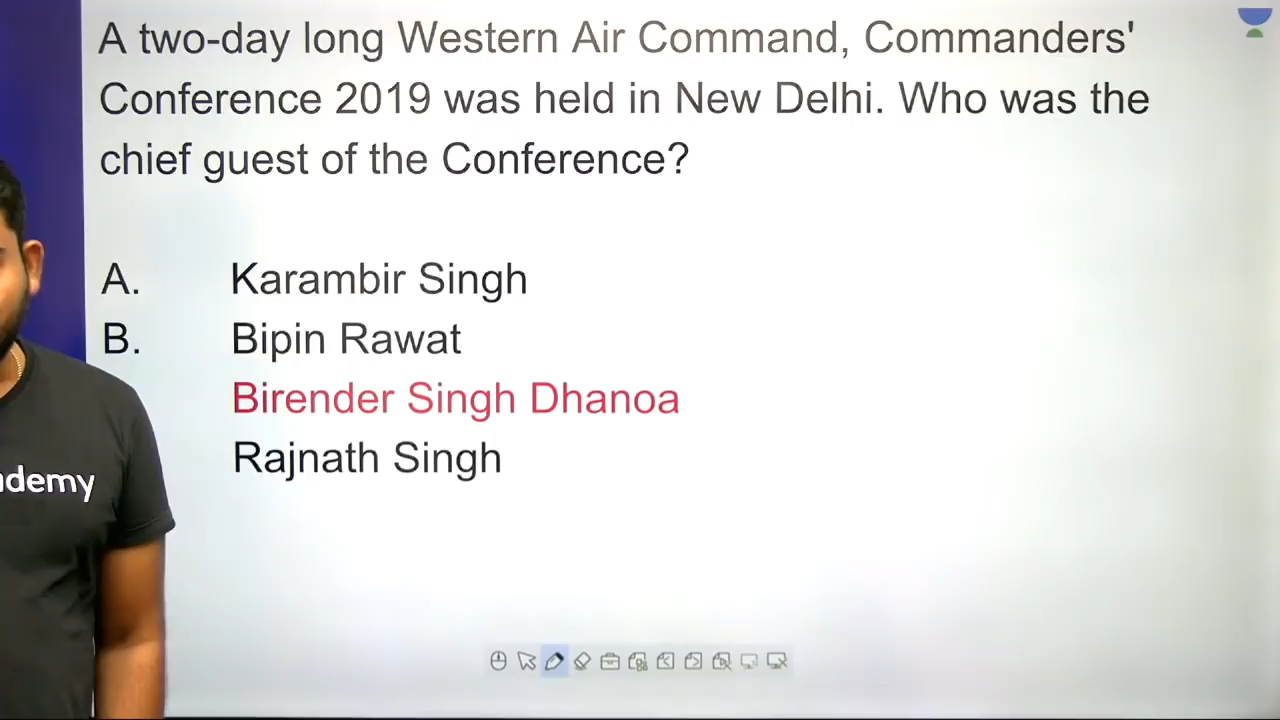 A two-day long Western Air Command, Commanders'
Conference 2019 was held in New Delhi. Who was the
chief guest of the Conference?
A. Karambir Singh
B. Bipin Rawat
Birender Singh Dhanoa
Rajnath Singh
ademy